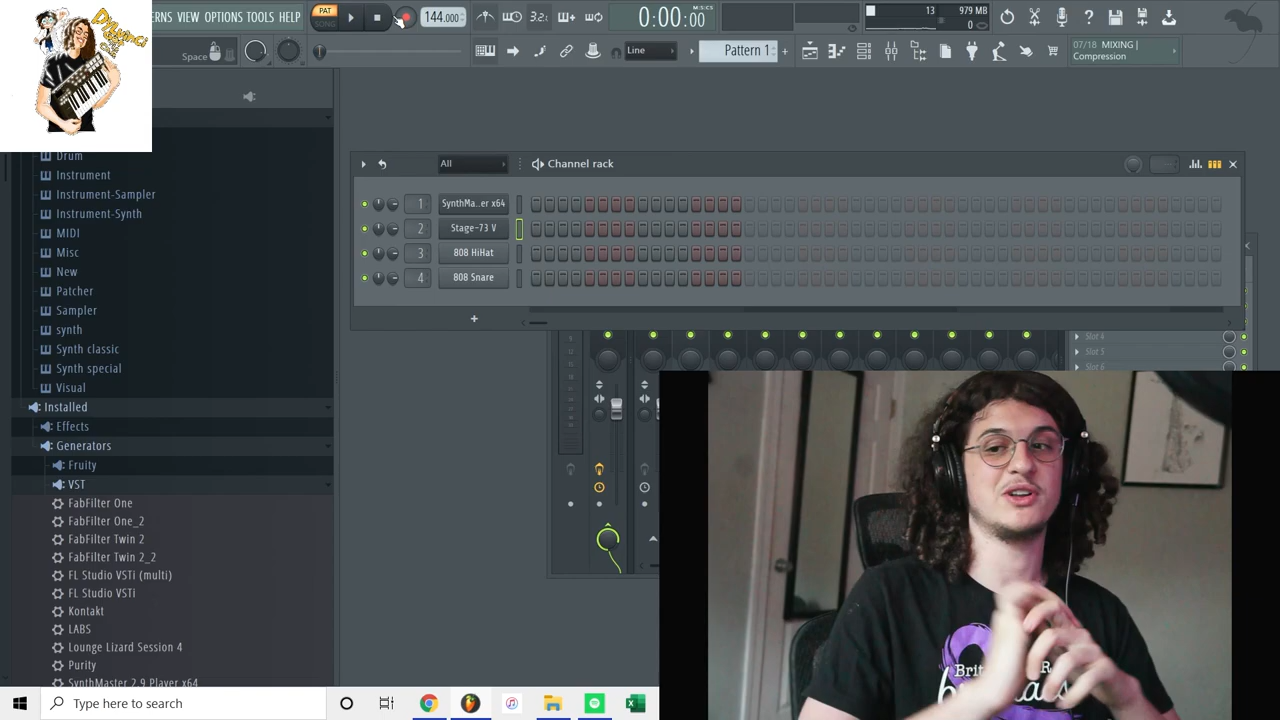 TERNS VIEW OPTIONS TOOLS HELP
PAT
SONG
144.000
3.2.
0:00:00
M:S:CS
13
979 MB
0
Space
Line
Pattern 1
07/18 MIXING |
Compression
Drum
Instrument
Instrument-Sampler
Instrument-Synth
MIDI
Misc
New
Patcher
Sampler
synth
Synth classic
Synth special
Visual
Installed
Effects
Generators
Fruity
VST
FabFilter One
FabFilter One_2
FabFilter Twin 2
FabFilter Twin 2_2
FL Studio VSTi (multi)
FL Studio VSTi
Kontakt
LABS
Lounge Lizard Session 4
Purity
SynthMaster 2.9 Player x64
All
Channel rack
1 SynthMa..er x64
2 Stage-73 V
3 808 HiHat
4 808 Snare
Slot 4
Slot 5
Slot 6
Type here to search